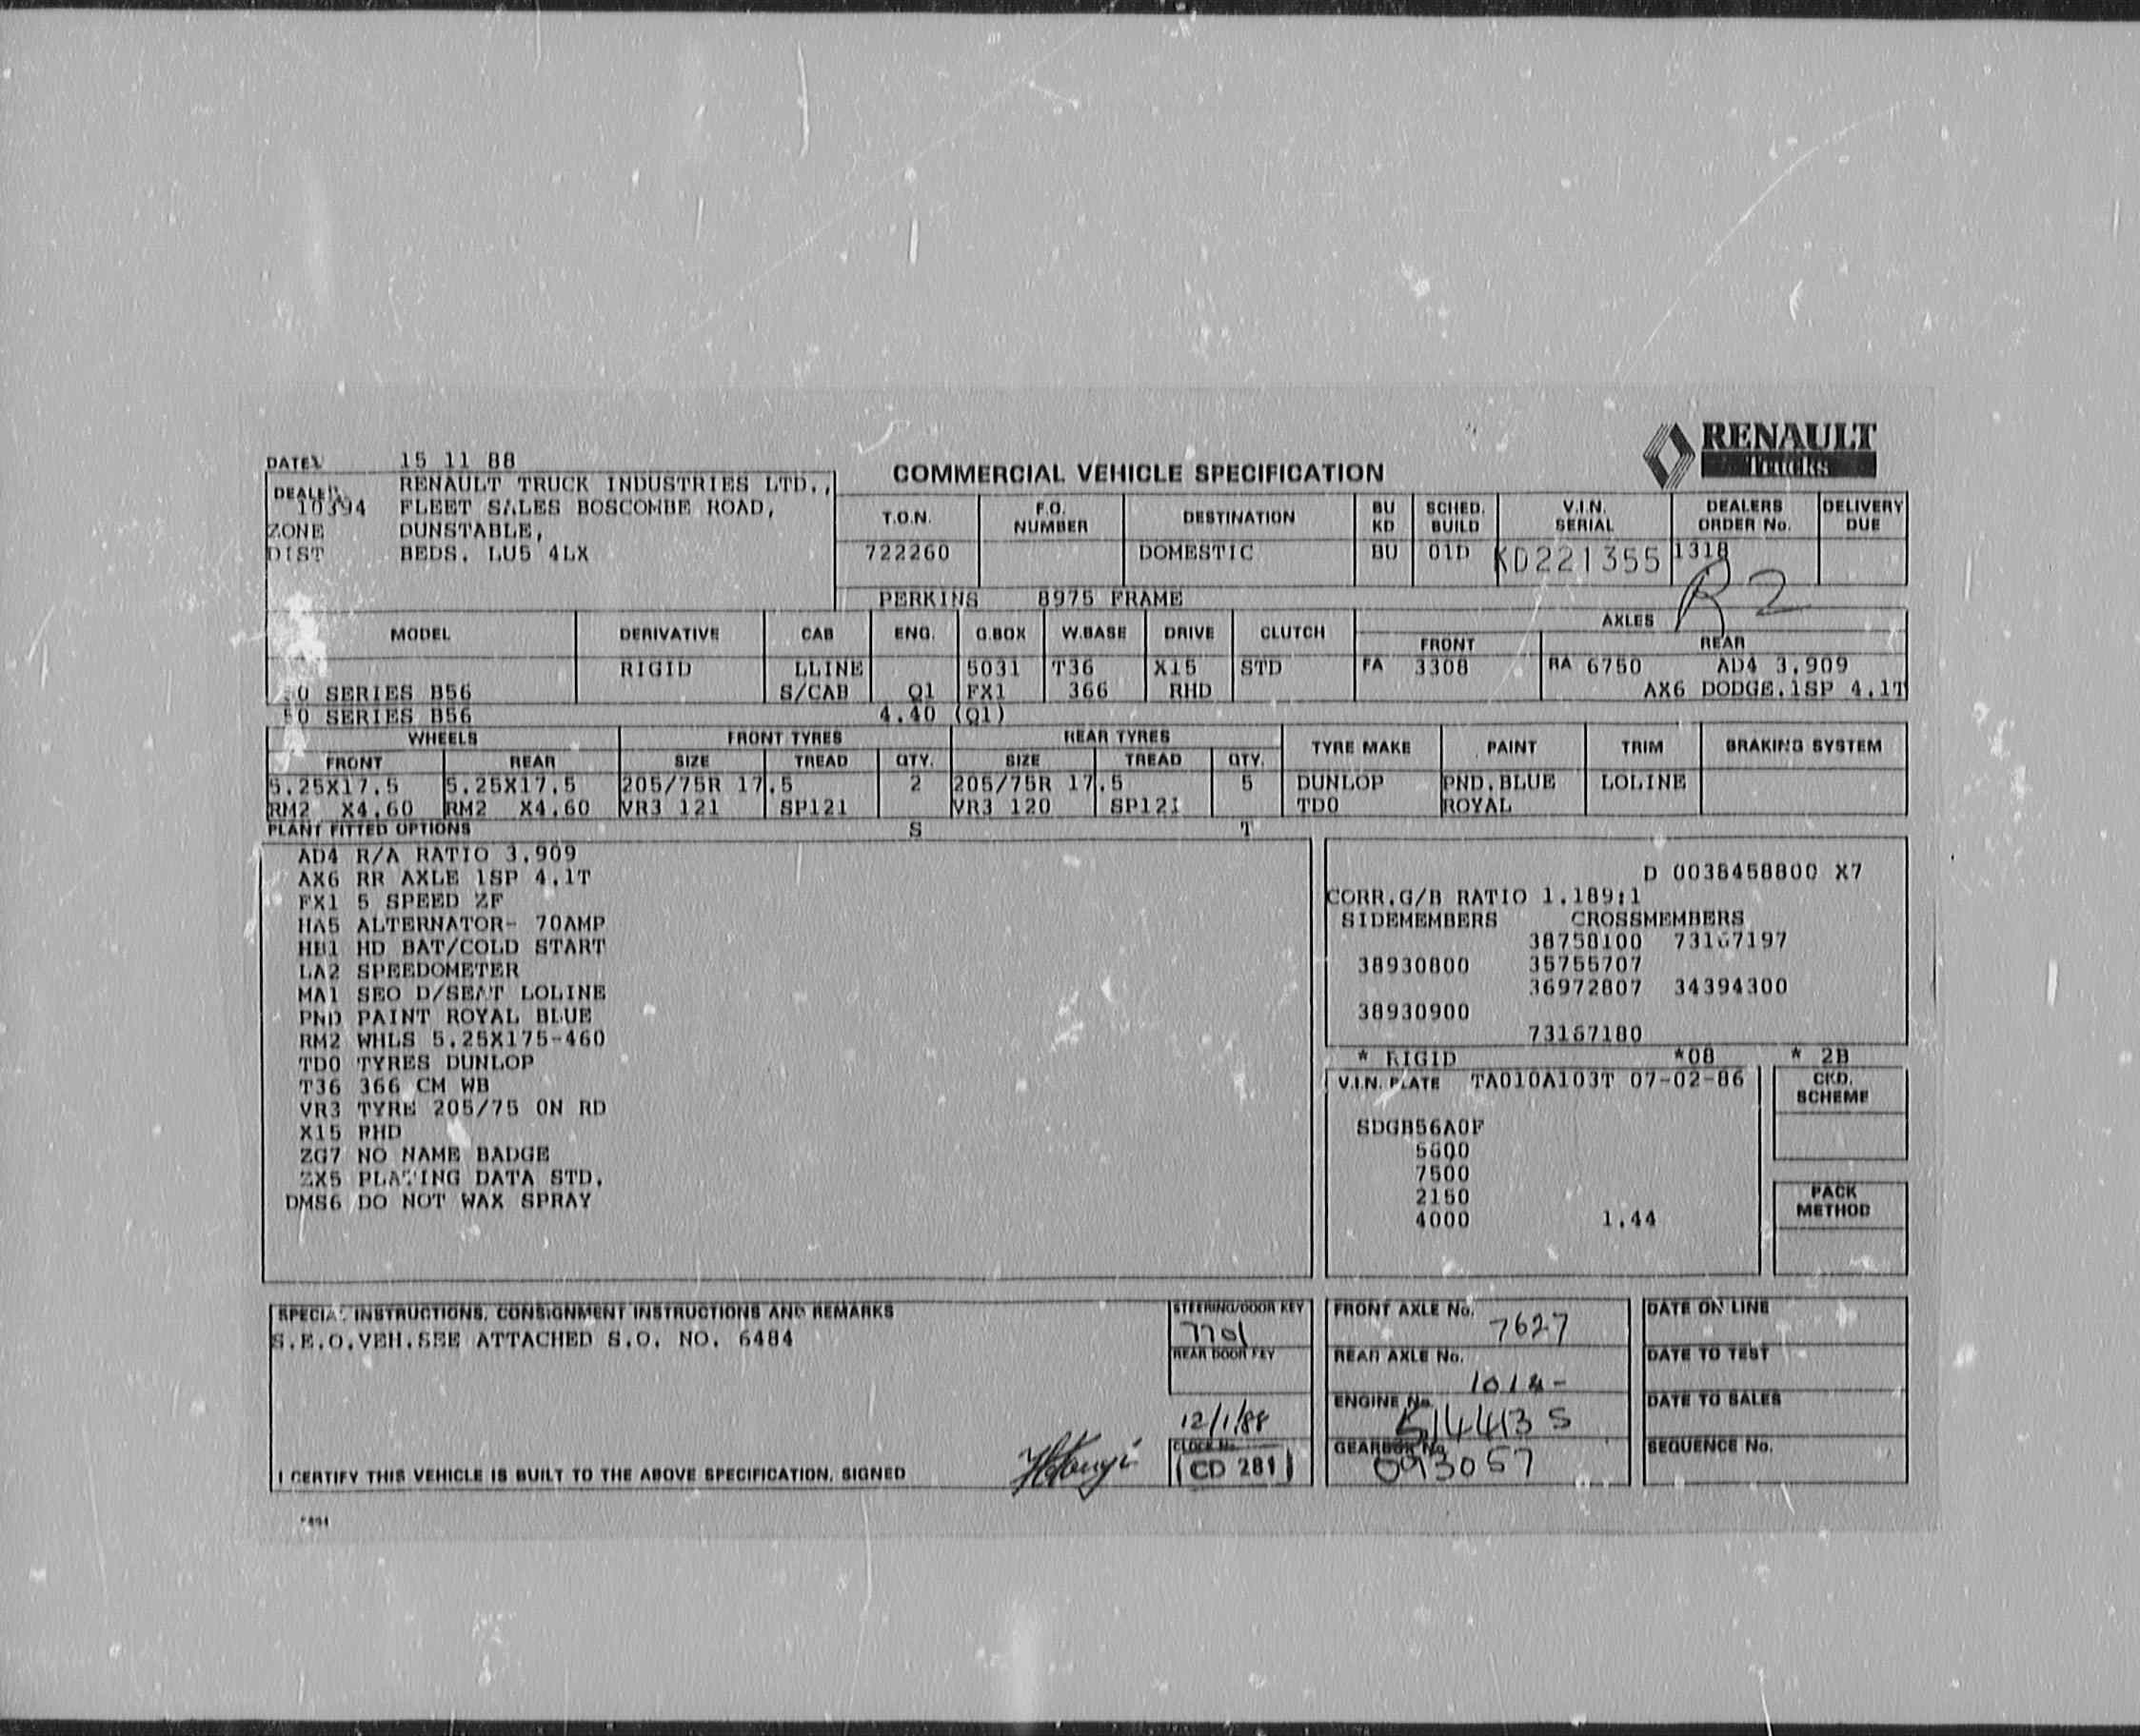 RENAULT
Trucks
DATE 15 11 88
COMMERCIAL VEHICLE SPECIFICATION
DEALER RENAULT TRUCK INDUSTRIES LTD.,
10394 FLEET SALES BOSCOMBE ROAD,
ZONE DUNSTABLE,
DIST BEDS. LU5 4LX
T.O.N. F.O. NUMBER DESTINATION BU KD SCHED. BUILD V.I.N. SERIAL DEALERS ORDER No. DELIVERY DUE
722260 DOMESTIC BU 01D KD221355 1318
R2
PERKINS 8975 FRAME
MODEL DERIVATIVE CAB ENG. G.BOX W.BASE DRIVE CLUTCH AXLES
FRONT REAR
RIGID LLINE 5031 T36 X15 STD FA 3308 RA 6750 AD4 3.909
50 SERIES B56 S/CAB Q1 FX1 366 RHD AX6 DODGE.1SP 4.1T
50 SERIES B56 4.40 (Q1)
WHEELS FRONT TYRES REAR TYRES TYRE MAKE PAINT TRIM BRAKING SYSTEM
FRONT REAR SIZE TREAD QTY. SIZE TREAD QTY.
5.25X17.5 5.25X17.5 205/75R 17.5 2 205/75R 17.5 5 DUNLOP PND.BLUE LOLINE
RM2 X4.60 RM2 X4.60 VR3 121 SP121 VR3 120 SP121 TD0 ROYAL
PLANT FITTED OPTIONS S T
AD4 R/A RATIO 3.909
AX6 RR AXLE 1SP 4.1T
FX1 5 SPEED ZF
HA5 ALTERNATOR- 70AMP
HB1 HD BAT/COLD START
LA2 SPEEDOMETER
MA1 SEO D/SEAT LOLINE
PND PAINT ROYAL BLUE
RM2 WHLS 5.25X175-460
TD0 TYRES DUNLOP
T36 366 CM WB
VR3 TYRE 205/75 ON RD
X15 RHD
ZG7 NO NAME BADGE
ZX5 PLATING DATA STD.
DMS6 DO NOT WAX SPRAY
D 0038458800 X7
CORR.G/B RATIO 1.189:1
SIDEMEMBERS CROSSMEMBERS
38758100 73167197
38930800 35755707
36972807 34394300
38930900
73167180
* RIGID *08 * 2B
V.I.N. PLATE TA010A103T 07-02-86
CKD. SCHEME
SDGB56A0F
5600
7500
2150
4000 1.44
PACK METHOD
SPECIAL INSTRUCTIONS, CONSIGNMENT INSTRUCTIONS AND REMARKS
S.E.O.VEH.SEE ATTACHED S.O. NO. 6484
STEERING/DOOR KEY
7701
REAR DOOR KEY
12/1/88
CLOCK No.
CD 281
I CERTIFY THIS VEHICLE IS BUILT TO THE ABOVE SPECIFICATION, SIGNED
FRONT AXLE No. 7627
REAR AXLE No.
ENGINE No. 514413 S
GEARBOX No. 093057
DATE ON LINE
DATE TO TEST
DATE TO SALES
SEQUENCE No.